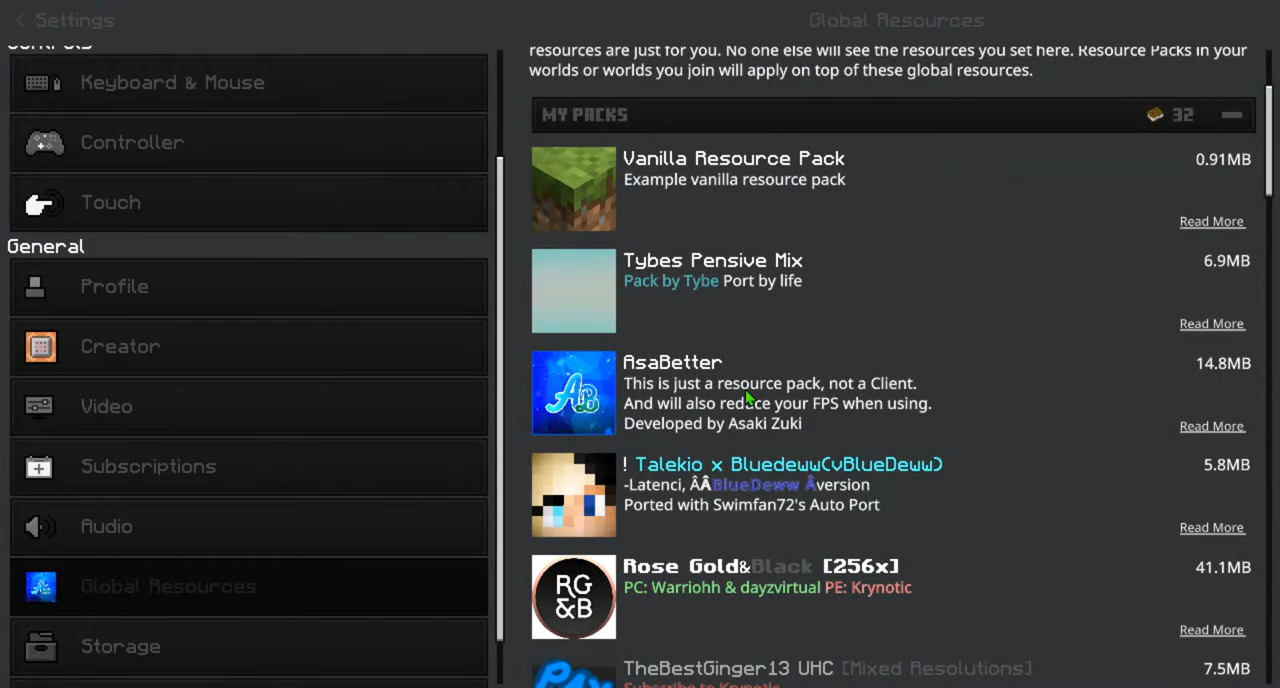 < Settings
Global Resources
Controls
Keyboard & Mouse
Controller
Touch
General
Profile
Creator
Video
Subscriptions
Audio
Global Resources
Storage
resources are just for you. No one else will see the resources you set here. Resource Packs in your
worlds or worlds you join will apply on top of these global resources.
MY PACKS
32
Vanilla Resource Pack
0.91MB
Example vanilla resource pack
Read More
Tybes Pensive Mix
6.9MB
Pack by Tybe Port by life
Read More
AB
AsaBetter
14.8MB
This is just a resource pack, not a Client.
And will also reduce your FPS when using.
Developed by Asaki Zuki
Read More
! Talekio x Bluedeww(vBlueDeww)
5.8MB
-Latenci, ÂÂBlueDeww Âversion
Ported with Swimfan72's Auto Port
Read More
RG
&B
Rose Gold&Black [256x]
41.1MB
PC: Warriohh & dayzvirtual PE: Krynotic
Read More
TheBestGinger13 UHC [Mixed Resolutions]
7.5MB
Subscribe to Krynotic